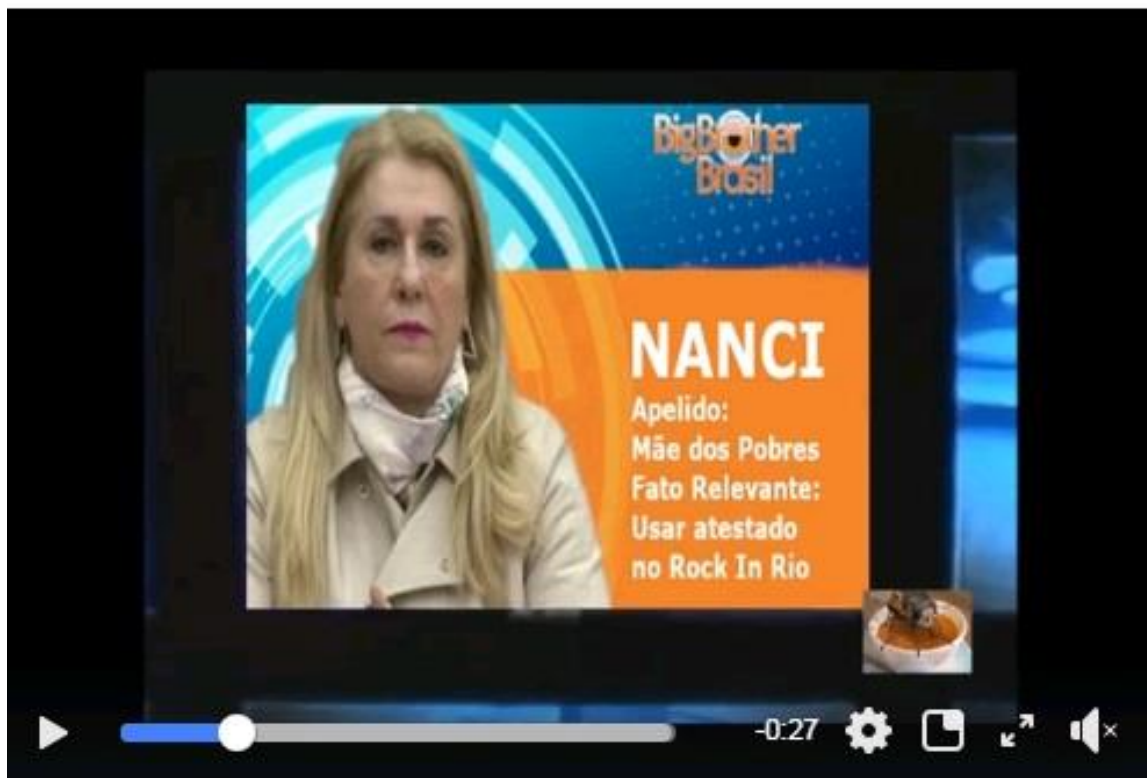 BigBrother
Brasil
NANCI
Apelido:
Mãe dos Pobres
Fato Relevante:
Usar atestado
no Rock In Rio
-0:27